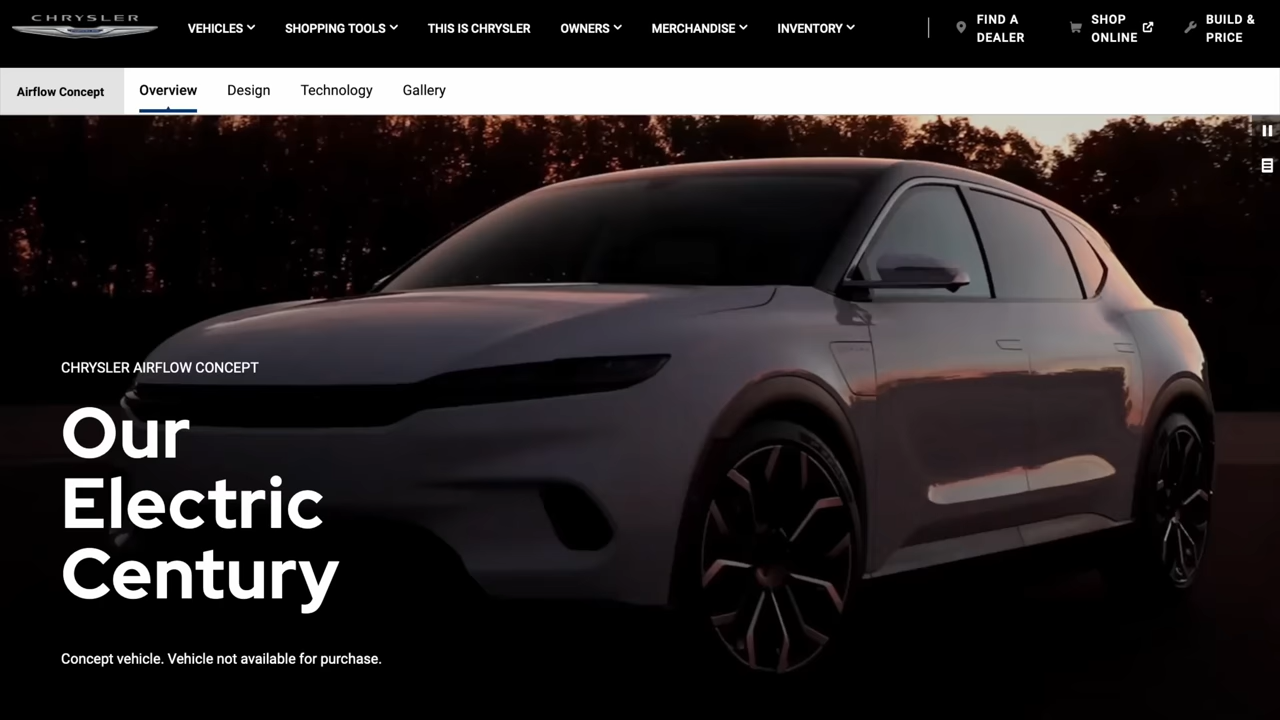 CHRYSLER
VEHICLES
SHOPPING TOOLS
THIS IS CHRYSLER
OWNERS
MERCHANDISE
INVENTORY
FIND A
DEALER
SHOP
ONLINE
BUILD &
PRICE
Airflow Concept
Overview
Design
Technology
Gallery
CHRYSLER AIRFLOW CONCEPT
Our
Electric
Century
Concept vehicle. Vehicle not available for purchase.